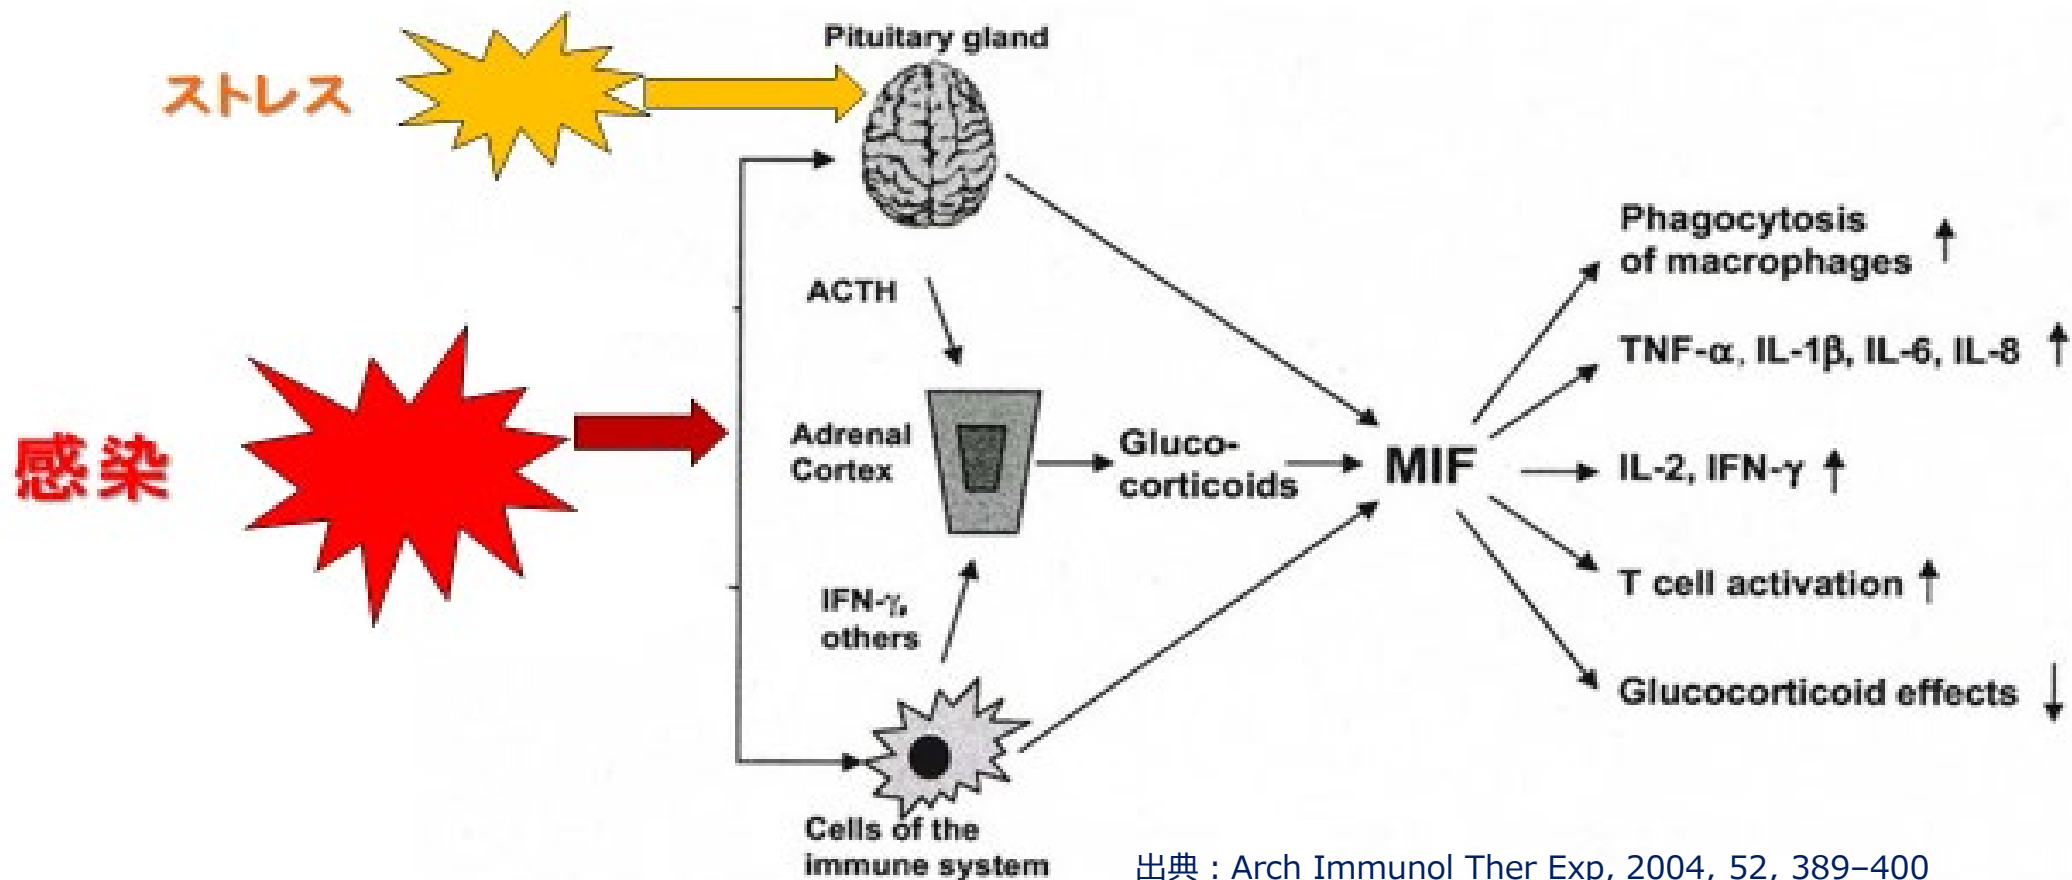 Pituitary gland
ストレス
Phagocytosis
of macrophages ↑
ACTH
TNF-α, IL-1β, IL-6, IL-8 ↑
感染
Adrenal
Cortex
Gluco-
corticoids
MIF
IL-2, IFN-γ ↑
T cell activation ↑
IFN-γ,
others
Glucocorticoid effects ↓
Cells of the
immune system
出典：Arch Immunol Ther Exp, 2004, 52, 389–400